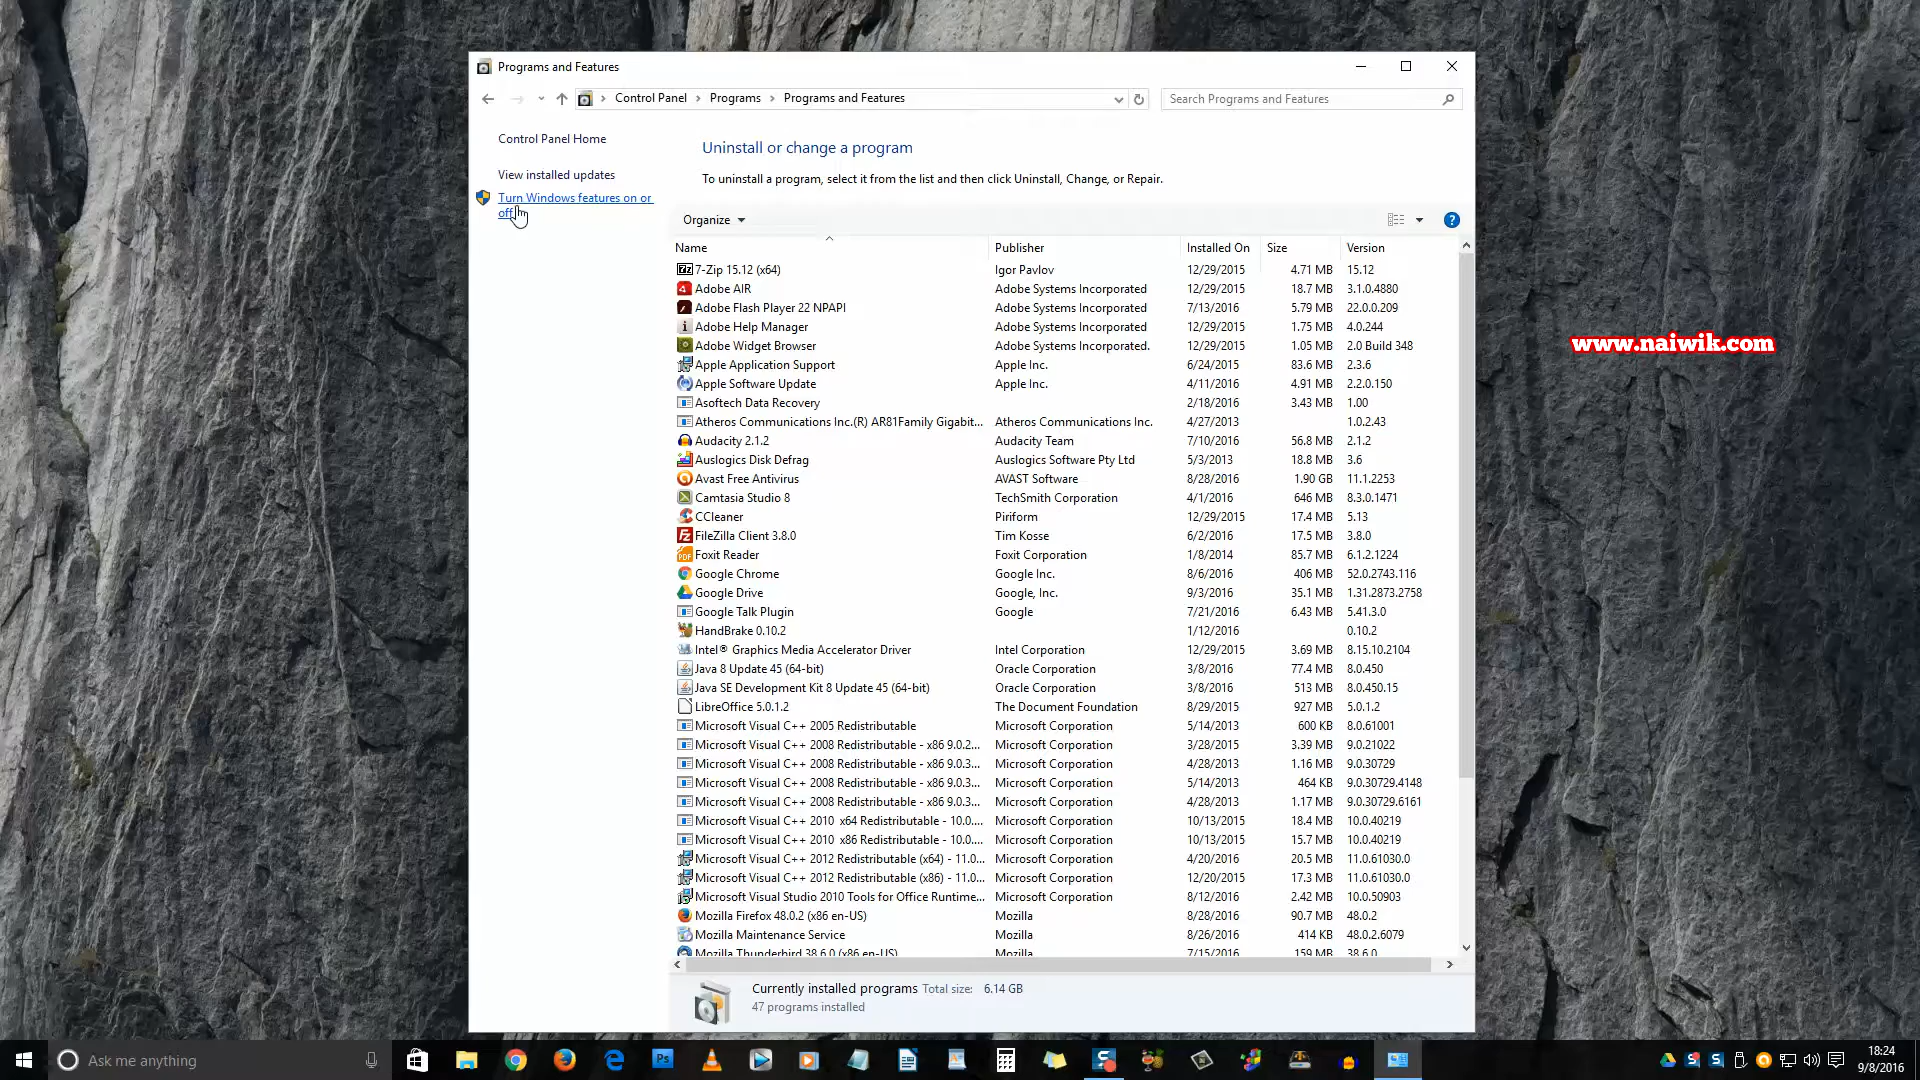 Programs and Features
Control Panel > Programs > Programs and Features
Search Programs and Features
Control Panel Home
View installed updates
Turn Windows features on or
off
Uninstall or change a program
To uninstall a program, select it from the list and then click Uninstall, Change, or Repair.
Organize
Name Publisher Installed On Size Version
7-Zip 15.12 (x64) Igor Pavlov 12/29/2015 4.71 MB 15.12
Adobe AIR Adobe Systems Incorporated 12/29/2015 18.7 MB 3.1.0.4880
Adobe Flash Player 22 NPAPI Adobe Systems Incorporated 7/13/2016 5.79 MB 22.0.0.209
Adobe Help Manager Adobe Systems Incorporated 12/29/2015 1.75 MB 4.0.244
Adobe Widget Browser Adobe Systems Incorporated. 12/29/2015 1.05 MB 2.0 Build 348
Apple Application Support Apple Inc. 6/24/2015 83.6 MB 2.3.6
Apple Software Update Apple Inc. 4/11/2016 4.91 MB 2.2.0.150
Asoftech Data Recovery 2/18/2016 3.43 MB 1.00
Atheros Communications Inc.(R) AR81Family Gigabit... Atheros Communications Inc. 4/27/2013 1.0.2.43
Audacity 2.1.2 Audacity Team 7/10/2016 56.8 MB 2.1.2
Auslogics Disk Defrag Auslogics Software Pty Ltd 5/3/2013 18.8 MB 3.6
Avast Free Antivirus AVAST Software 8/28/2016 1.90 GB 11.1.2253
Camtasia Studio 8 TechSmith Corporation 4/1/2016 646 MB 8.3.0.1471
CCleaner Piriform 12/29/2015 17.4 MB 5.13
FileZilla Client 3.8.0 Tim Kosse 6/2/2016 17.5 MB 3.8.0
Foxit Reader Foxit Corporation 1/8/2014 85.7 MB 6.1.2.1224
Google Chrome Google Inc. 8/6/2016 406 MB 52.0.2743.116
Google Drive Google, Inc. 9/3/2016 35.1 MB 1.31.2873.2758
Google Talk Plugin Google 7/21/2016 6.43 MB 5.41.3.0
HandBrake 0.10.2 1/12/2016 0.10.2
Intel® Graphics Media Accelerator Driver Intel Corporation 12/29/2015 3.69 MB 8.15.10.2104
Java 8 Update 45 (64-bit) Oracle Corporation 3/8/2016 77.4 MB 8.0.450
Java SE Development Kit 8 Update 45 (64-bit) Oracle Corporation 3/8/2016 513 MB 8.0.450.15
LibreOffice 5.0.1.2 The Document Foundation 8/29/2015 927 MB 5.0.1.2
Microsoft Visual C++ 2005 Redistributable Microsoft Corporation 5/14/2013 600 KB 8.0.61001
Microsoft Visual C++ 2008 Redistributable - x86 9.0.2... Microsoft Corporation 3/28/2015 3.39 MB 9.0.21022
Microsoft Visual C++ 2008 Redistributable - x86 9.0.3... Microsoft Corporation 4/28/2013 1.16 MB 9.0.30729
Microsoft Visual C++ 2008 Redistributable - x86 9.0.3... Microsoft Corporation 5/14/2013 464 KB 9.0.30729.4148
Microsoft Visual C++ 2008 Redistributable - x86 9.0.3... Microsoft Corporation 4/28/2013 1.17 MB 9.0.30729.6161
Microsoft Visual C++ 2010 x64 Redistributable - 10.0.... Microsoft Corporation 10/13/2015 18.4 MB 10.0.40219
Microsoft Visual C++ 2010 x86 Redistributable - 10.0.... Microsoft Corporation 10/13/2015 15.7 MB 10.0.40219
Microsoft Visual C++ 2012 Redistributable (x64) - 11.0... Microsoft Corporation 4/20/2016 20.5 MB 11.0.61030.0
Microsoft Visual C++ 2012 Redistributable (x86) - 11.0... Microsoft Corporation 12/20/2015 17.3 MB 11.0.61030.0
Microsoft Visual Studio 2010 Tools for Office Runtime... Microsoft Corporation 8/12/2016 2.42 MB 10.0.50903
Mozilla Firefox 48.0.2 (x86 en-US) Mozilla 8/28/2016 90.7 MB 48.0.2
Mozilla Maintenance Service Mozilla 8/26/2016 414 KB 48.0.2.6079
Mozilla Thunderbird 38.6.0 (x86 en-US) Mozilla 7/15/2016 159 MB 38.6.0
Currently installed programs Total size: 6.14 GB
47 programs installed
www.naiwik.com
Ask me anything
18:24
9/8/2016